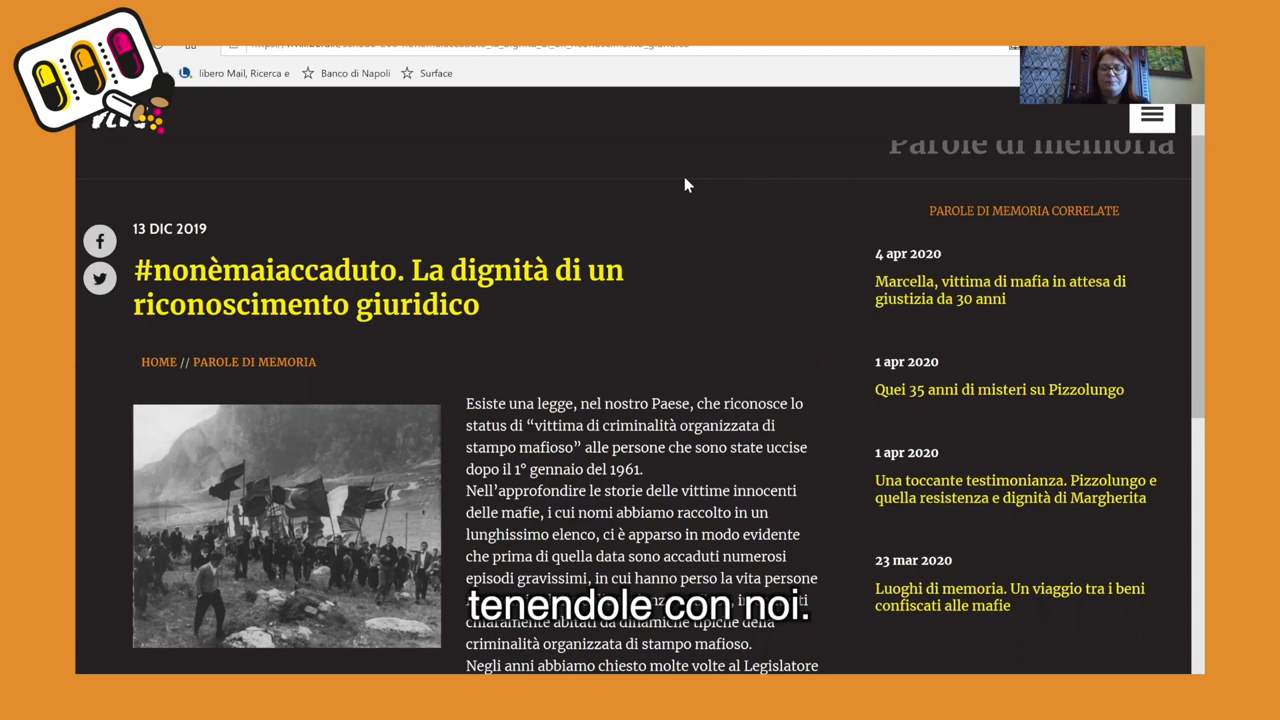 libero Mail, Ricerca e
Banco di Napoli
Surface
Parole di memoria
13 DIC 2019
#nonèmaiaccaduto. La dignità di un
riconoscimento giuridico
HOME // PAROLE DI MEMORIA
Esiste una legge, nel nostro Paese, che riconosce lo
status di “vittima di criminalità organizzata di
stampo mafioso” alle persone che sono state uccise
dopo il 1° gennaio del 1961.
Nell’approfondire le storie delle vittime innocenti
delle mafie, i cui nomi abbiamo raccolto in un
lunghissimo elenco, ci è apparso in modo evidente
che prima di quella data sono accaduti numerosi
episodi gravissimi, in cui hanno perso la vita persone
tenendole con noi.
chiaramente abitati da dinamiche tipiche della
criminalità organizzata di stampo mafioso.
Negli anni abbiamo chiesto molte volte al Legislatore
PAROLE DI MEMORIA CORRELATE
4 apr 2020
Marcella, vittima di mafia in attesa di
giustizia da 30 anni
1 apr 2020
Quei 35 anni di misteri su Pizzolungo
1 apr 2020
Una toccante testimonianza. Pizzolungo e
quella resistenza e dignità di Margherita
23 mar 2020
Luoghi di memoria. Un viaggio tra i beni
confiscati alle mafie